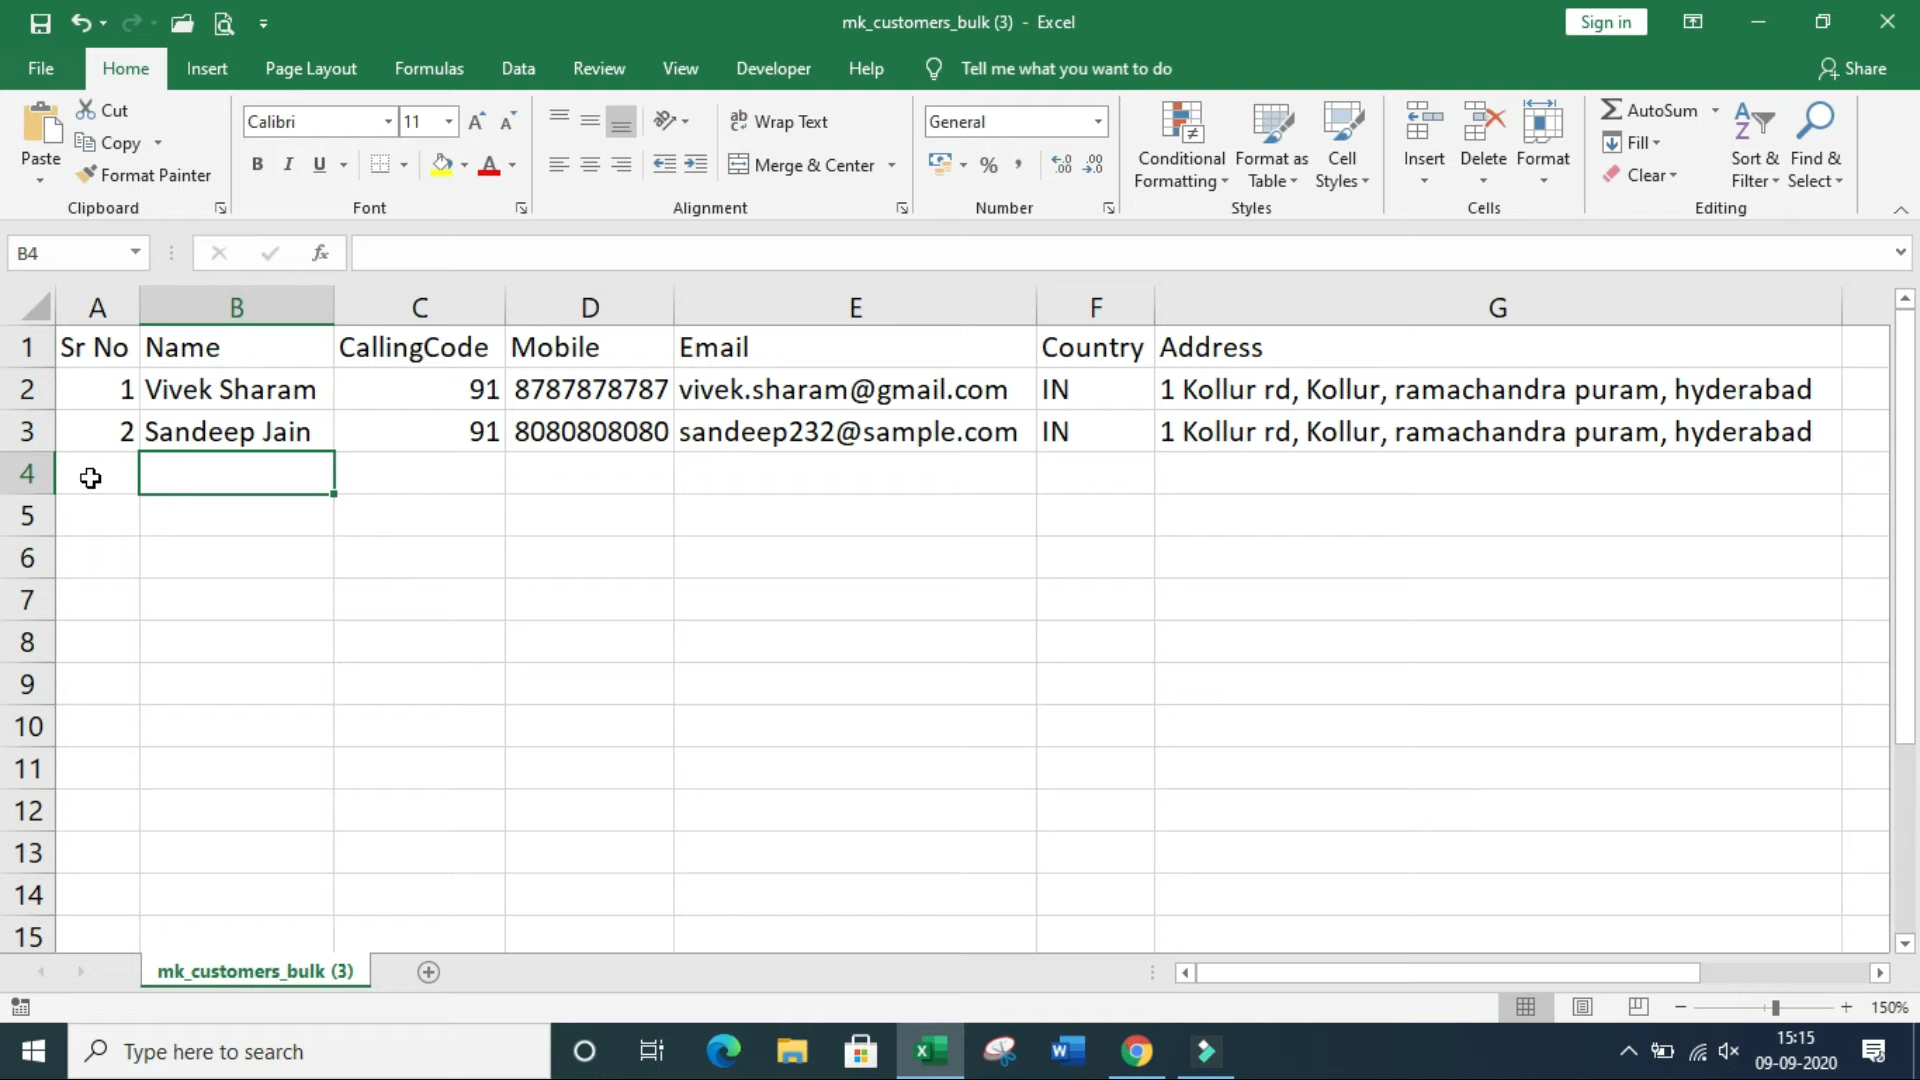 mk_customers_bulk (3) - Excel
Sign in
File Home Insert Page Layout Formulas Data Review View Developer Help Tell me what you want to do Share
Paste
Cut
Copy
Format Painter
Clipboard
Calibri 11
B I U
Font
Wrap Text
Merge & Center
Alignment
General
%
Number
Conditional Formatting
Format as Table
Cell Styles
Styles
Insert Delete Format
Cells
AutoSum
Fill
Clear
Sort & Filter
Find & Select
Editing
B4 fx
A B C D E F G
1 Sr No Name CallingCode Mobile Email Country Address
2 1 Vivek Sharam 91 8787878787 vivek.sharam@gmail.com IN 1 Kollur rd, Kollur, ramachandra puram, hyderabad
3 2 Sandeep Jain 91 8080808080 sandeep232@sample.com IN 1 Kollur rd, Kollur, ramachandra puram, hyderabad
4
5
6
7
8
9
10
11
12
13
14
15
mk_customers_bulk (3)
150%
Type here to search
15:15
09-09-2020